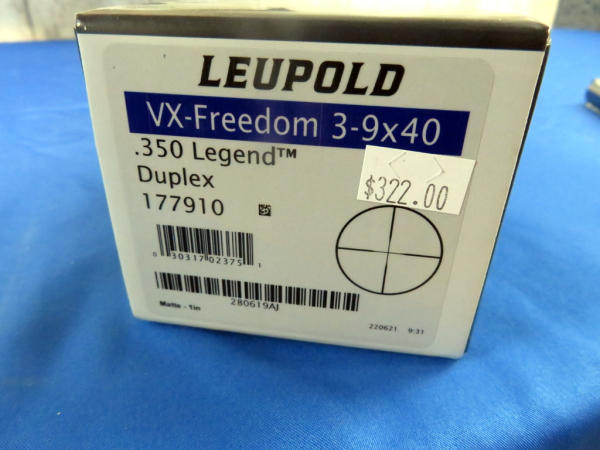 LEUPOLD
VX-Freedom 3-9x40
.350 Legend™
$322.00
Duplex
177910
0 30317 02375 1
280619AJ
Matte - 1in
220621 9:31